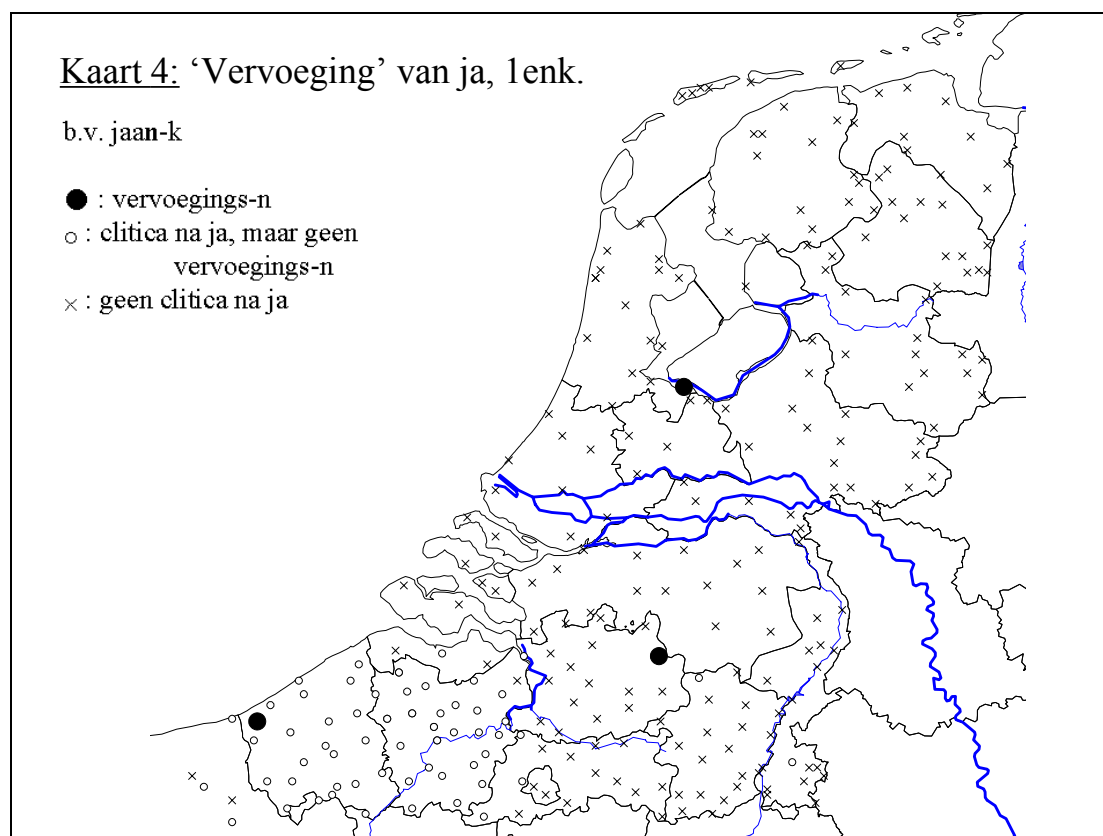 Kaart 4: ‘Vervoeging’ van ja, 1enk.
b.v. jaan-k
: vervoegings-n
: clitica na ja, maar geen
vervoegings-n
: geen clitica na ja